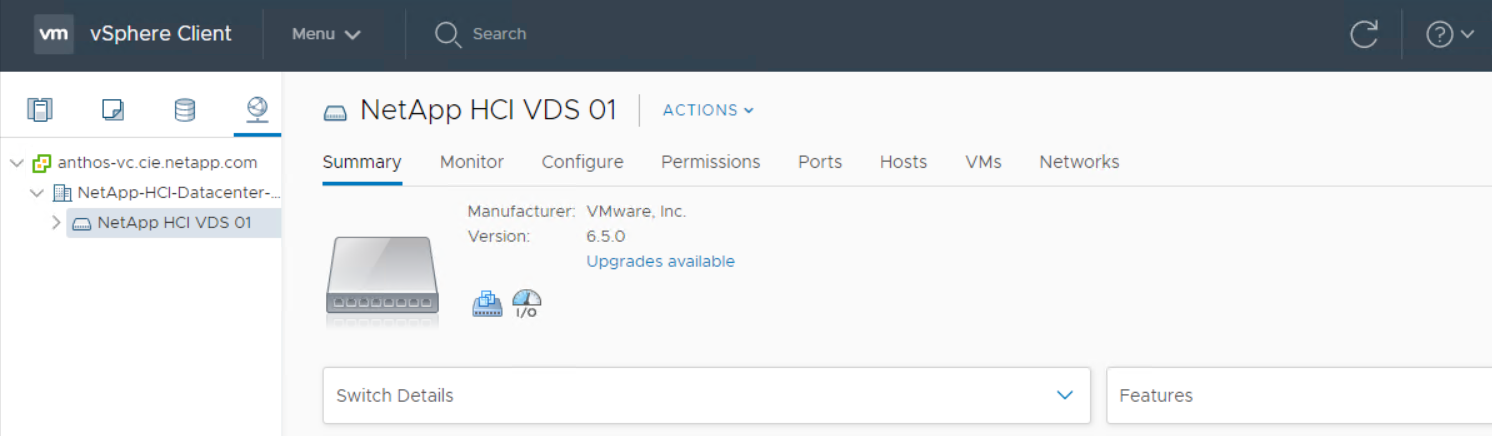 vm vSphere Client Menu Search
NetApp HCI VDS 01 ACTIONS
anthos-vc.cie.netapp.com
NetApp-HCI-Datacenter-...
NetApp HCI VDS 01
Summary Monitor Configure Permissions Ports Hosts VMs Networks
Manufacturer: VMware, Inc.
Version: 6.5.0
Upgrades available
I/O
Switch Details
Features